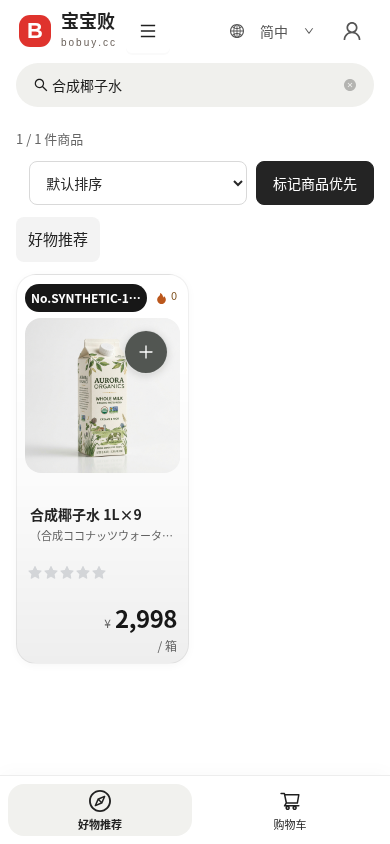 B 宝宝败
bobuy.cc
简中
合成椰子水
1 / 1 件商品
默认排序
标记商品优先
好物推荐
No.SYNTHETIC-1…
0
AURORA
ORGANICS
WHOLE MILK
合成椰子水 1L×9
（合成ココナッツウォータ…
¥ 2,998
/ 箱
好物推荐
购物车